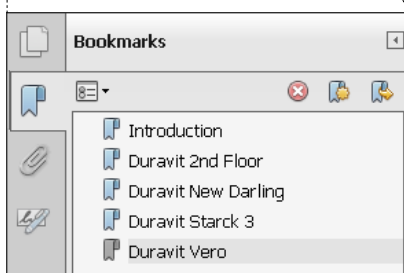 Bookmarks
Introduction
Duravit 2nd Floor
Duravit New Darling
Duravit Starck 3
Duravit Vero